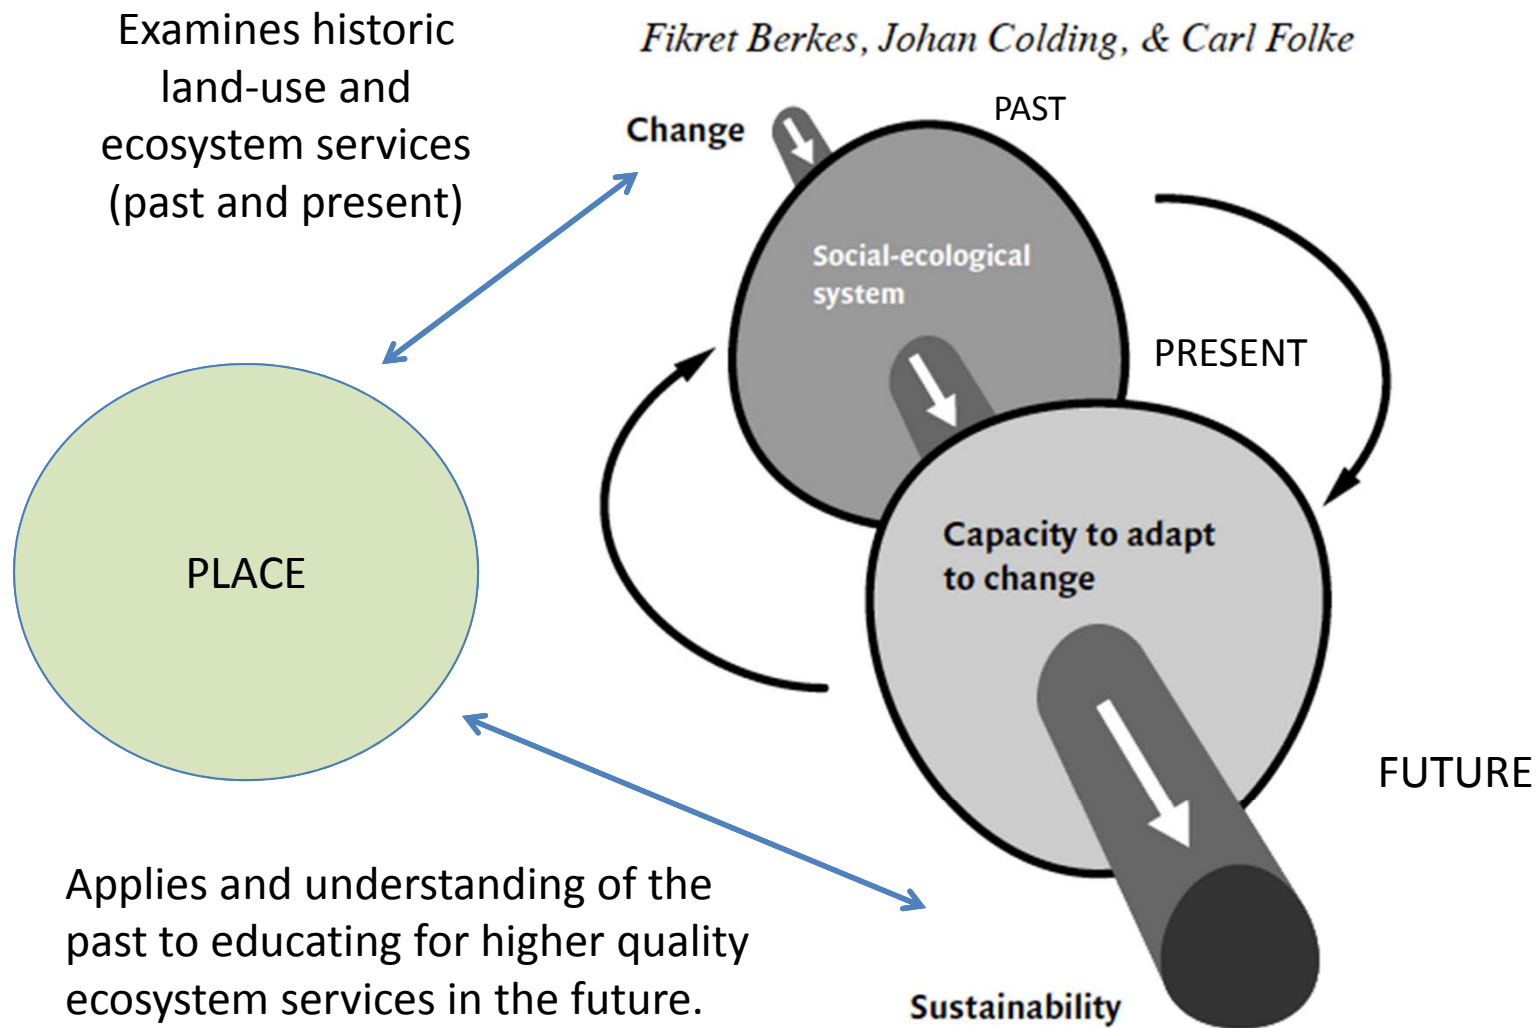 Examines historic
land-use and
ecosystem services
(past and present)
Fikret Berkes, Johan Colding, & Carl Folke
PAST
Change
Social-ecological
system
PRESENT
Capacity to adapt
to change
PLACE
FUTURE
Applies and understanding of the
past to educating for higher quality
ecosystem services in the future.
Sustainability